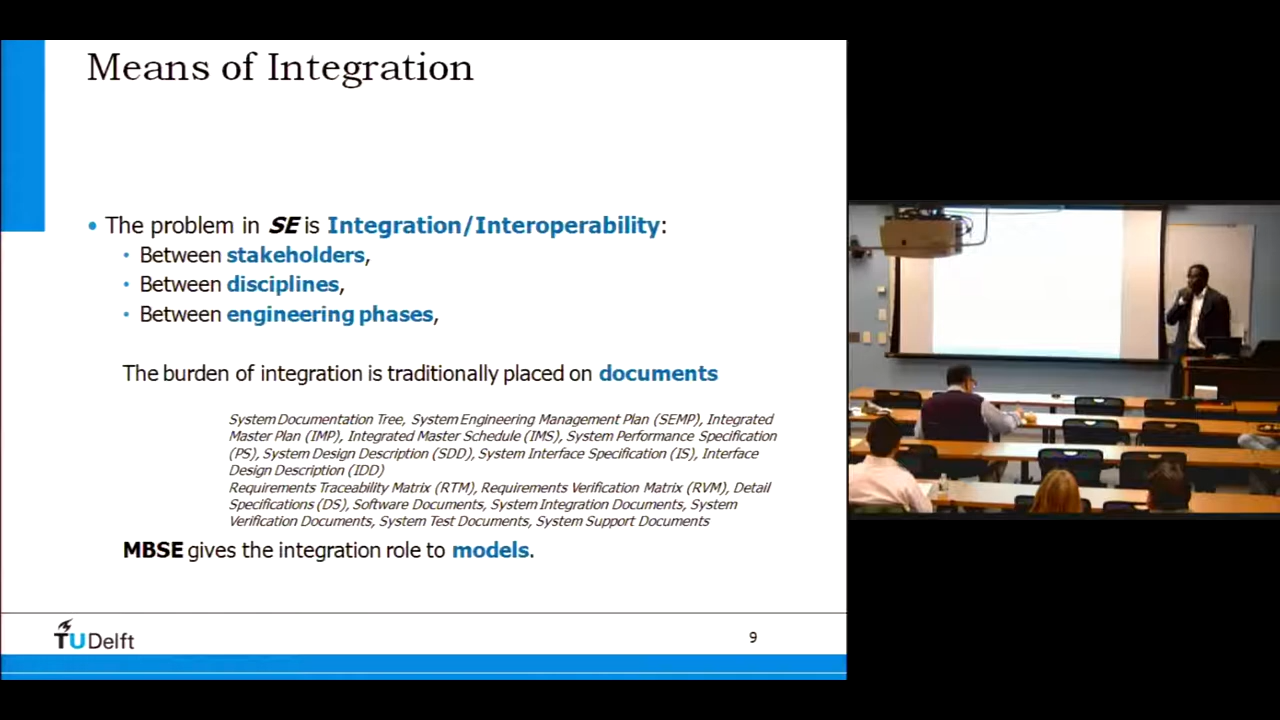 Means of Integration
• The problem in SE is Integration/Interoperability:
• Between stakeholders,
• Between disciplines,
• Between engineering phases,
The burden of integration is traditionally placed on documents
System Documentation Tree, System Engineering Management Plan (SEMP), Integrated
Master Plan (IMP), Integrated Master Schedule (IMS), System Performance Specification
(PS), System Design Description (SDD), System Interface Specification (IS), Interface
Design Description (IDD)
Requirements Traceability Matrix (RTM), Requirements Verification Matrix (RVM), Detail
Specifications (DS), Software Documents, System Integration Documents, System
Verification Documents, System Test Documents, System Support Documents
MBSE gives the integration role to models.
TUDelft
9